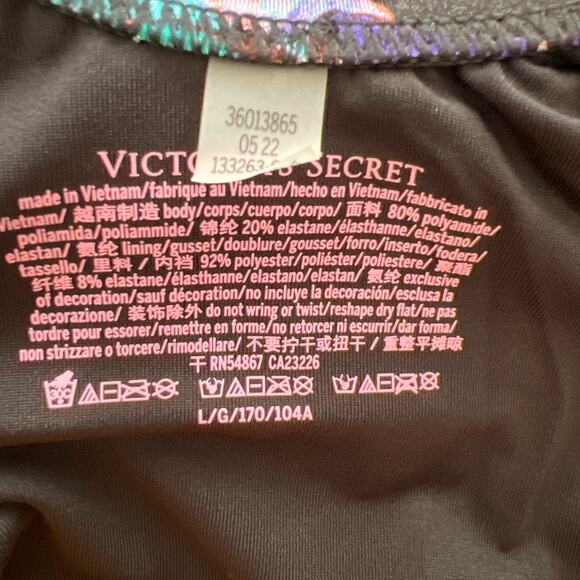 36013865
05 22
133263-
VICTO SECRET
made in Vietnam/fabriqué au Vietnam/hecho en Vietnam/fabbricato in
Vietnam/ 越南制造 body/corps/cuerpo/corpo/ 面料 80% polyamide/
poliamida/poliammide/ 锦纶 20% elastane/élasthanne/elastano/
elastan/ 氨纶 lining/gusset/doublure/gousset/forro/inserto/fodera/
tassello/ 里料 / 内裆 92% polyester/poliéster/poliestere/ 聚酯
纤维 8% elastane/élasthanne/elastano/elastan/ 氨纶 exclusive
of decoration/sauf décoration/no incluye la decoración/esclusa la
decorazione/ 装饰除外 do not wring or twist/reshape dry flat/ne pas
tordre pour essorer/remettre en forme/no retorcer ni escurrir/dar forma/
non strizzare o torcere/rimodellare/ 不要拧干或扭干 / 重整平摊晾
干 RN54867 CA23226
30C
L/G/170/104A